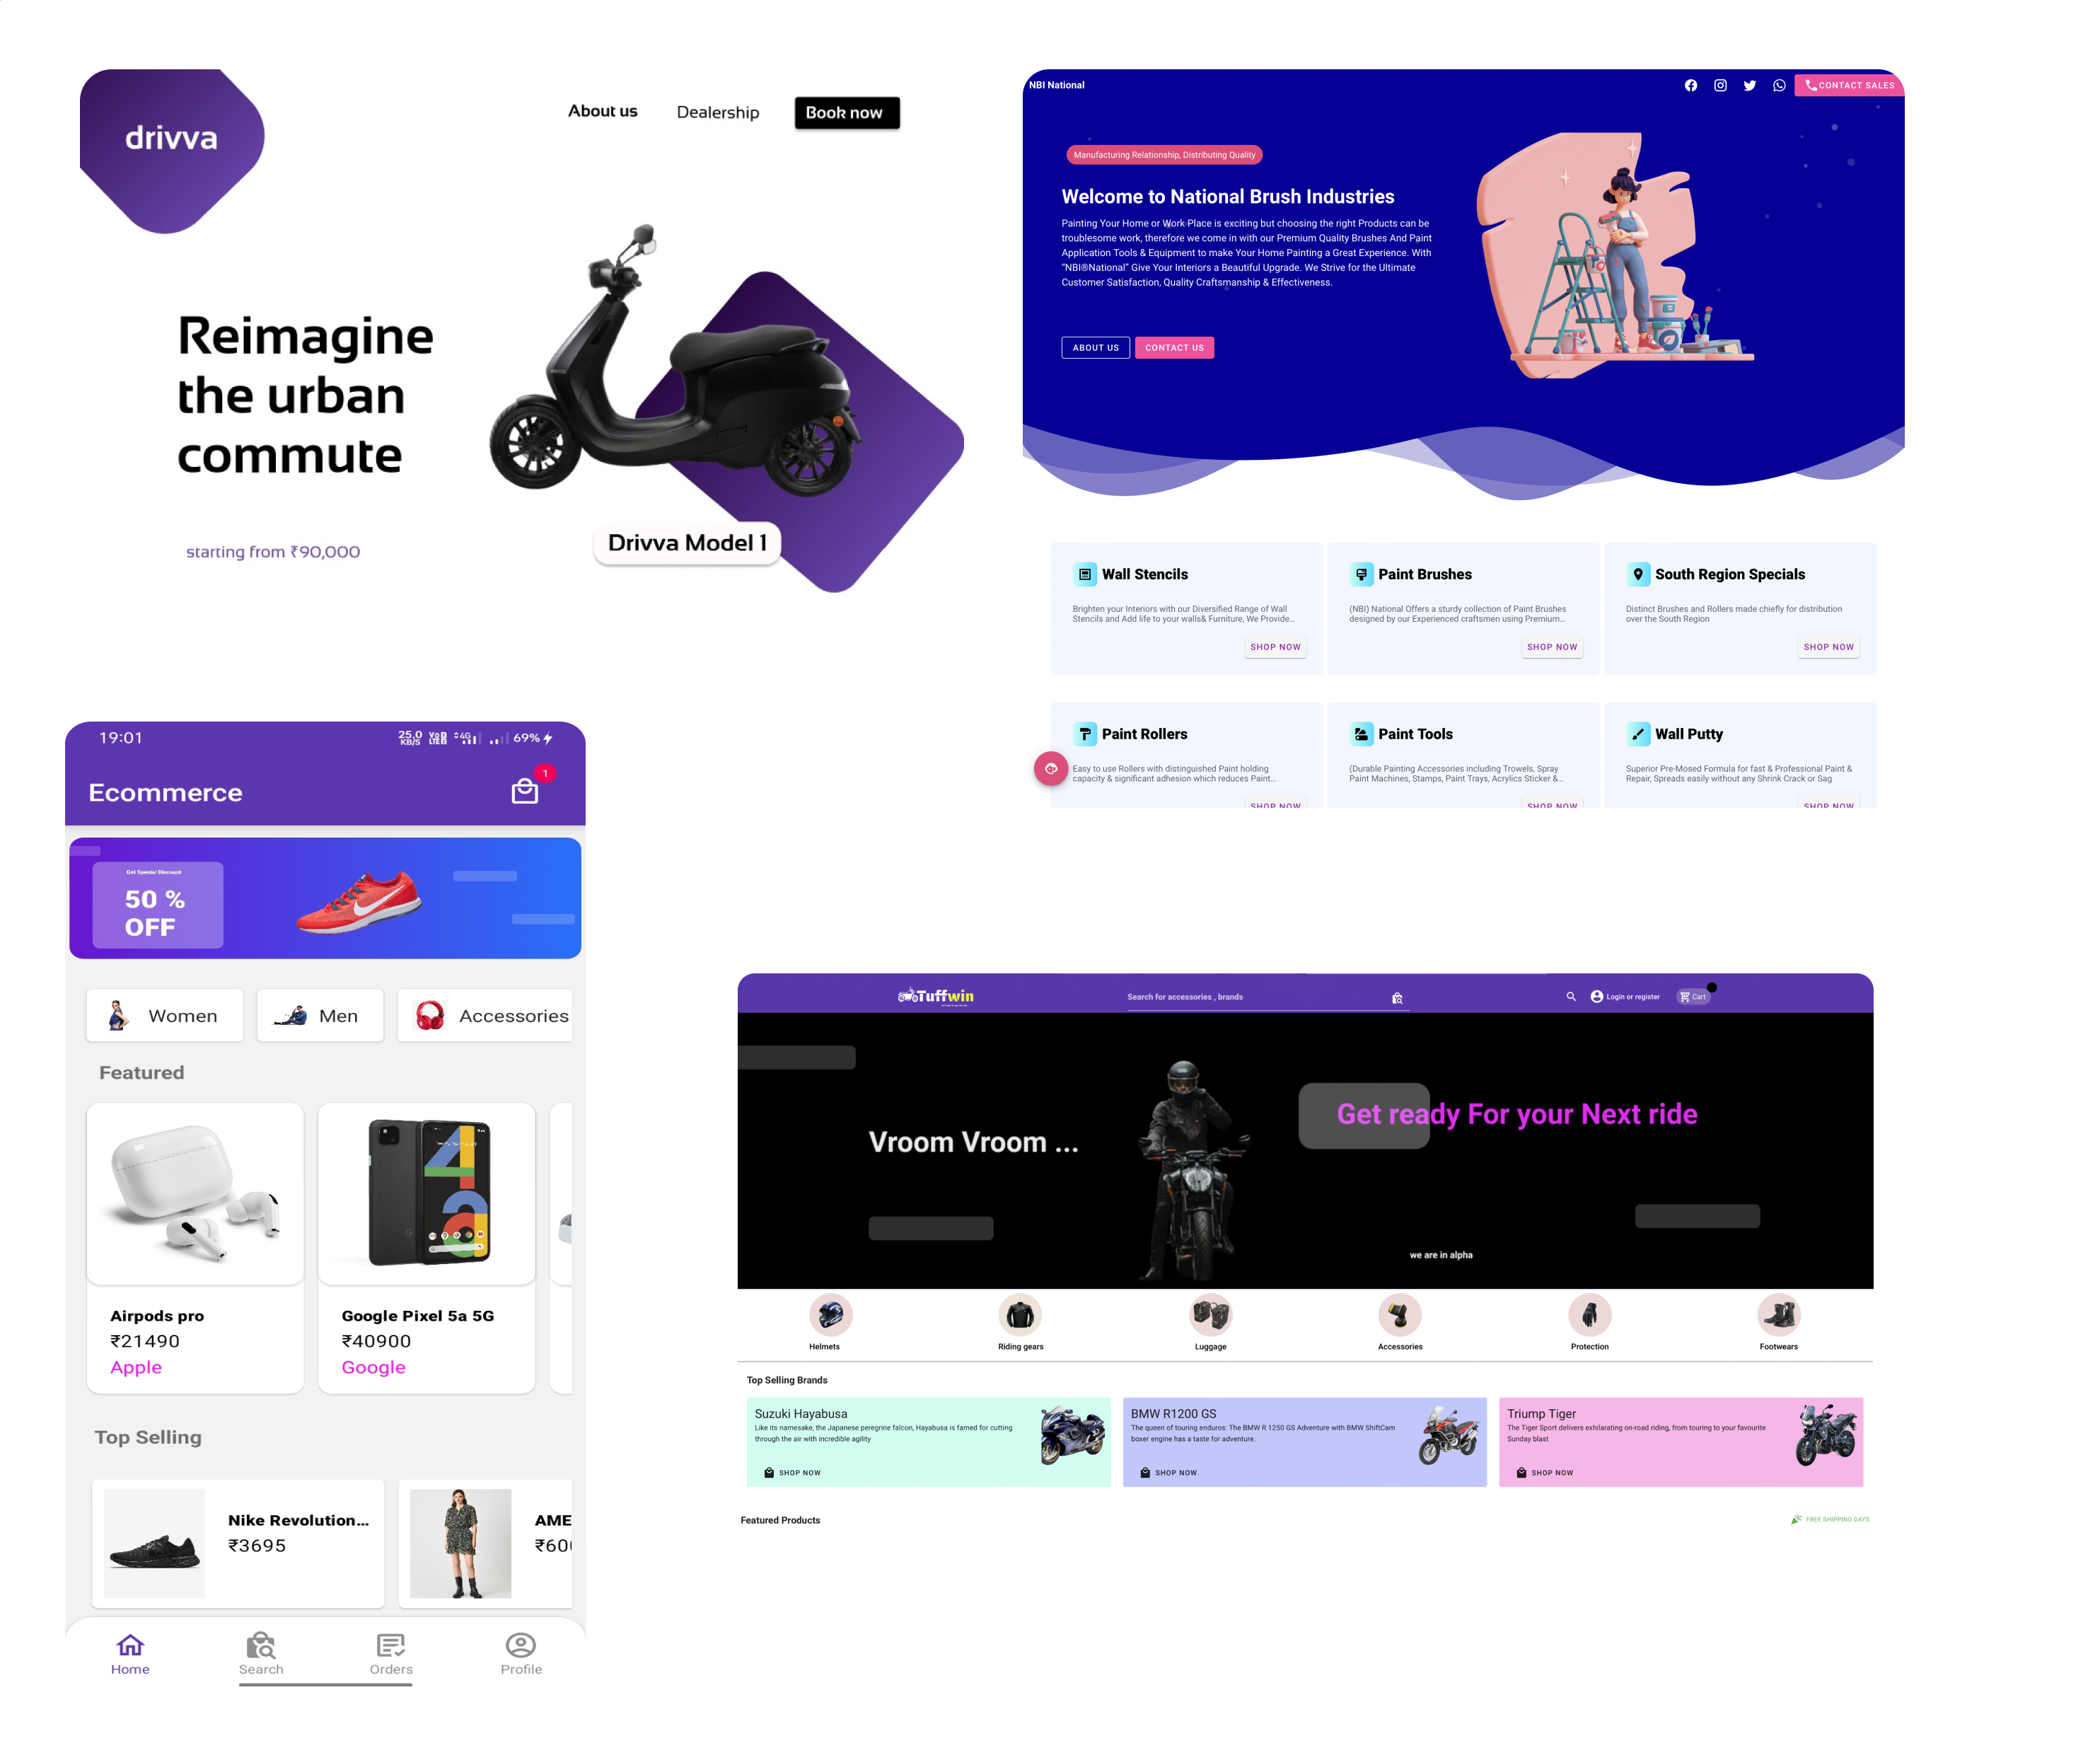 drivva
About us
Dealership
Book now
Reimagine
the urban
commute
starting from ₹90,000
Drivva Model 1
NBI National
CONTACT SALES
Manufacturing Relationship, Distributing Quality
Welcome to National Brush Industries
Painting Your Home or Work-Place is exciting but choosing the right Products can be
troublesome work, therefore we come in with our Premium Quality Brushes And Paint
Application Tools & Equipment to make Your Home Painting a Great Experience. With
“NBI®National” Give Your Interiors a Beautiful Upgrade. We Strive for the Ultimate
Customer Satisfaction, Quality Craftsmanship & Effectiveness.
ABOUT US
CONTACT US
Wall Stencils
Brighten your Interiors with our Diversified Range of Wall
Stencils and Add life to your walls& Furniture, We Provide...
SHOP NOW
Paint Brushes
(NBI) National Offers a sturdy collection of Paint Brushes
designed by our Experienced craftsmen using Premium...
SHOP NOW
South Region Specials
Distinct Brushes and Rollers made chiefly for distribution
over the South Region
SHOP NOW
Paint Rollers
Easy to use Rollers with distinguished Paint holding
capacity & significant adhesion which reduces Paint...
SHOP NOW
Paint Tools
(Durable Painting Accessories including Trowels, Spray
Paint Machines, Stamps, Paint Trays, Acrylics Sticker &...
SHOP NOW
Wall Putty
Superior Pre-Mosed Formula for fast & Professional Paint &
Repair, Spreads easily without any Shrink Crack or Sag
SHOP NOW
19:01
25.0 KB/S
4G
69%
Ecommerce
1
Get Special Discount
50 %
OFF
Women
Men
Accessories
Featured
Airpods pro
₹21490
Apple
Google Pixel 5a 5G
₹40900
Google
Top Selling
Nike Revolution...
₹3695
AME
₹60
Home
Search
Orders
Profile
Tuffwin
Search for accessories , brands
Login or register
Cart
Vroom Vroom ...
Get ready For your Next ride
we are in alpha
Helmets
Riding gears
Luggage
Accessories
Protection
Footwears
Top Selling Brands
Suzuki Hayabusa
Like its namesake, the Japanese peregrine falcon, Hayabusa is famed for cutting
through the air with incredible agility
SHOP NOW
BMW R1200 GS
The queen of touring enduros: The BMW R 1250 GS Adventure with BMW ShiftCam
boxer engine has a taste for adventure.
SHOP NOW
Triump Tiger
The Tiger Sport delivers exhilarating on-road riding, from touring to your favourite
Sunday blast
SHOP NOW
Featured Products
FREE SHIPPING DAYS